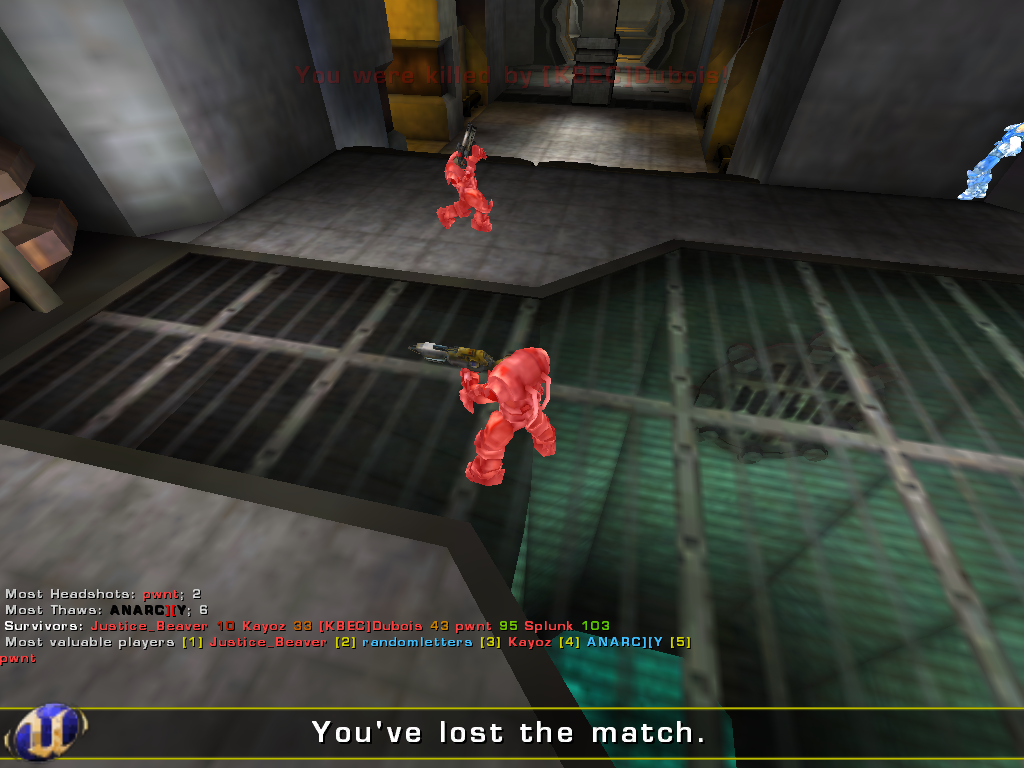 You were killed by [KBEC]Dubois!
Most Headshots: pwnt; 2
Most Thaws: ANARC][Y; 6
Survivors: Justice_Beaver 10 Kayoz 33 [KBEC]Dubois 43 pwnt 95 Splunk 103
Most valuable players [1] Justice_Beaver [2] randomletters [3] Kayoz [4] ANARC][Y [5]
pwnt
You've lost the match.